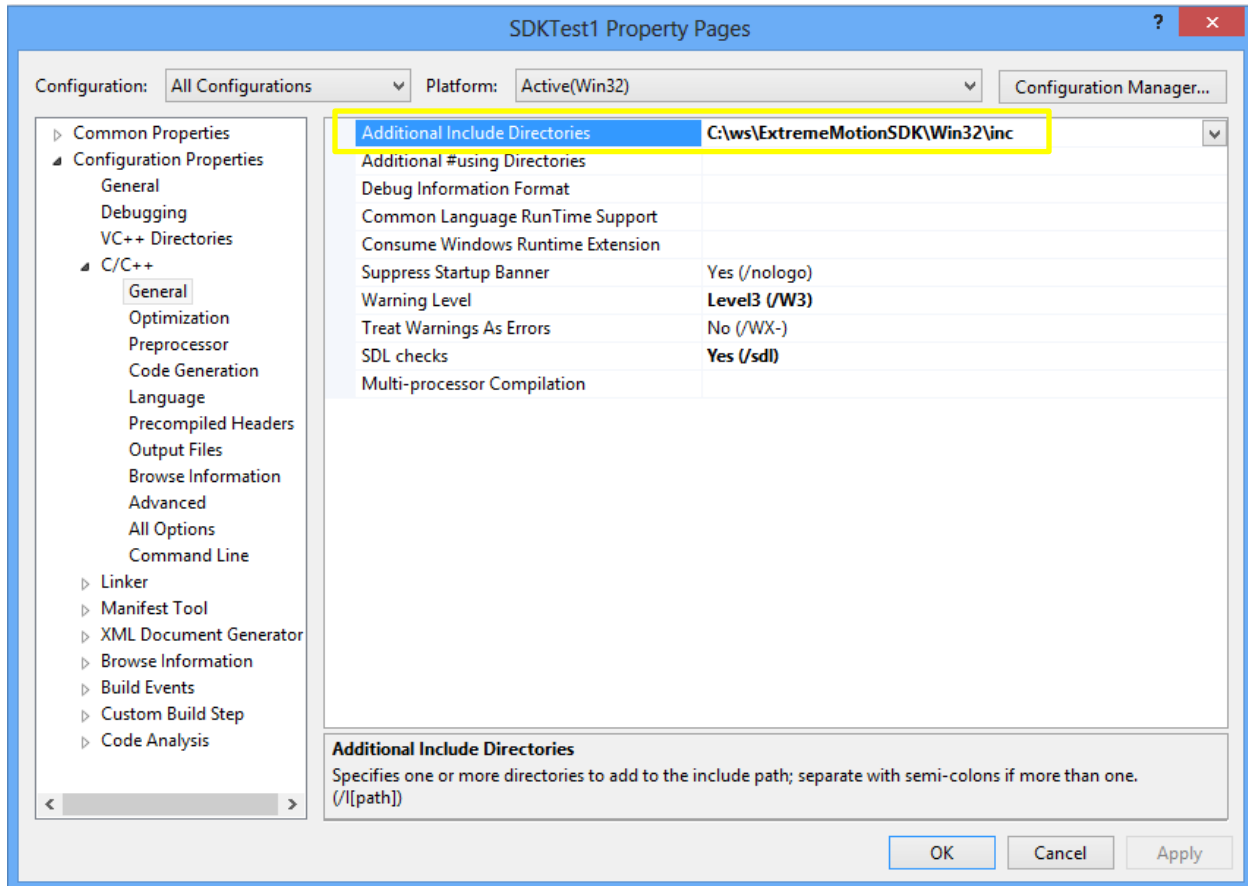 SDKTest1 Property Pages
?
Configuration: All Configurations Platform: Active(Win32) Configuration Manager...
Common Properties
Configuration Properties
General
Debugging
VC++ Directories
C/C++
General
Optimization
Preprocessor
Code Generation
Language
Precompiled Headers
Output Files
Browse Information
Advanced
All Options
Command Line
Linker
Manifest Tool
XML Document Generator
Browse Information
Build Events
Custom Build Step
Code Analysis
Additional Include Directories C:\ws\ExtremeMotionSDK\Win32\inc
Additional #using Directories
Debug Information Format
Common Language RunTime Support
Consume Windows Runtime Extension
Suppress Startup Banner Yes (/nologo)
Warning Level Level3 (/W3)
Treat Warnings As Errors No (/WX-)
SDL checks Yes (/sdl)
Multi-processor Compilation
Additional Include Directories
Specifies one or more directories to add to the include path; separate with semi-colons if more than one.
(/I[path])
OK Cancel Apply